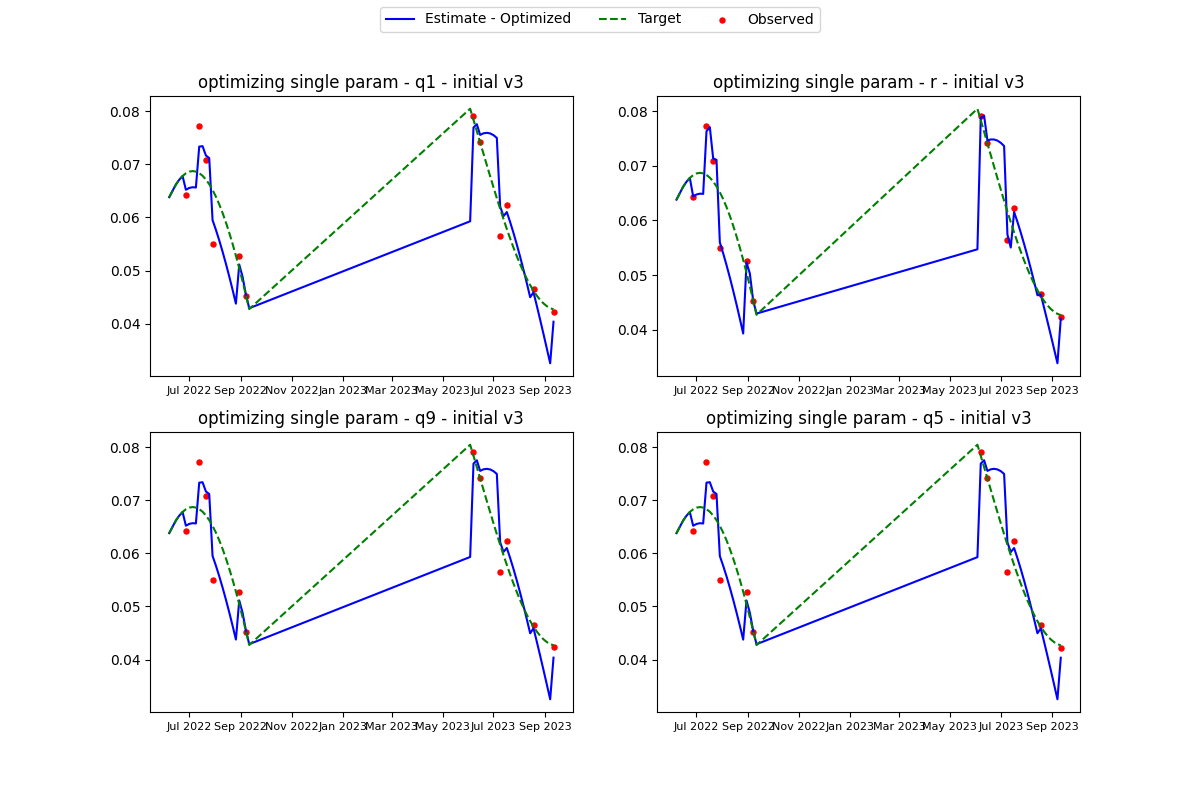 Estimate - Optimized Target Observed
optimizing single param - q1 - initial v3
0.08
0.07
0.06
0.05
0.04
Jul 2022 Sep 2022 Nov 2022 Jan 2023 Mar 2023 May 2023 Jul 2023 Sep 2023
optimizing single param - r - initial v3
0.08
0.07
0.06
0.05
0.04
Jul 2022 Sep 2022 Nov 2022 Jan 2023 Mar 2023 May 2023 Jul 2023 Sep 2023
optimizing single param - q9 - initial v3
0.08
0.07
0.06
0.05
0.04
Jul 2022 Sep 2022 Nov 2022 Jan 2023 Mar 2023 May 2023 Jul 2023 Sep 2023
optimizing single param - q5 - initial v3
0.08
0.07
0.06
0.05
0.04
Jul 2022 Sep 2022 Nov 2022 Jan 2023 Mar 2023 May 2023 Jul 2023 Sep 2023